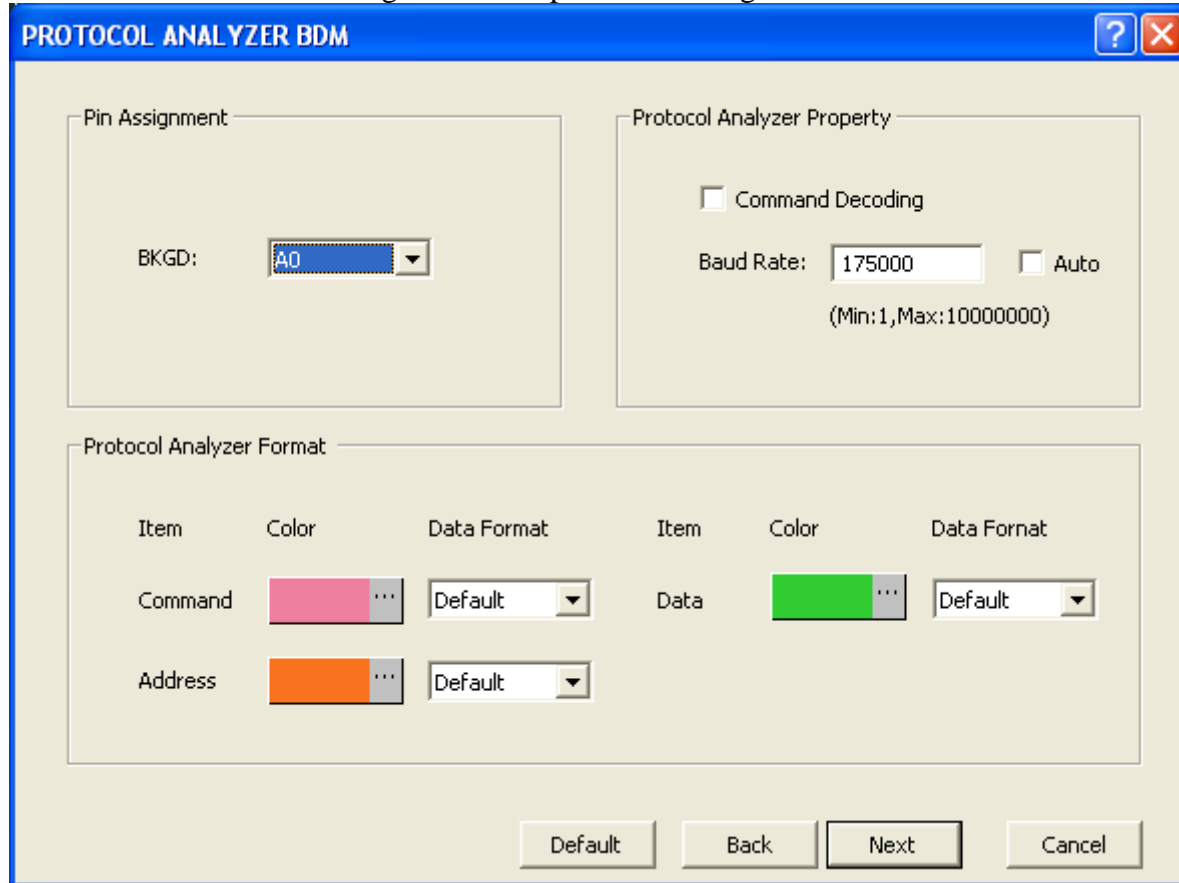 PROTOCOL ANALYZER BDM
Pin Assignment
BKGD:
A0
Protocol Analyzer Property
Command Decoding
Baud Rate:
175000
Auto
(Min:1,Max:10000000)
Protocol Analyzer Format
Item Color Data Format Item Color Data Fornat
Command ... Default Data ... Default
Address ... Default
Default Back Next Cancel